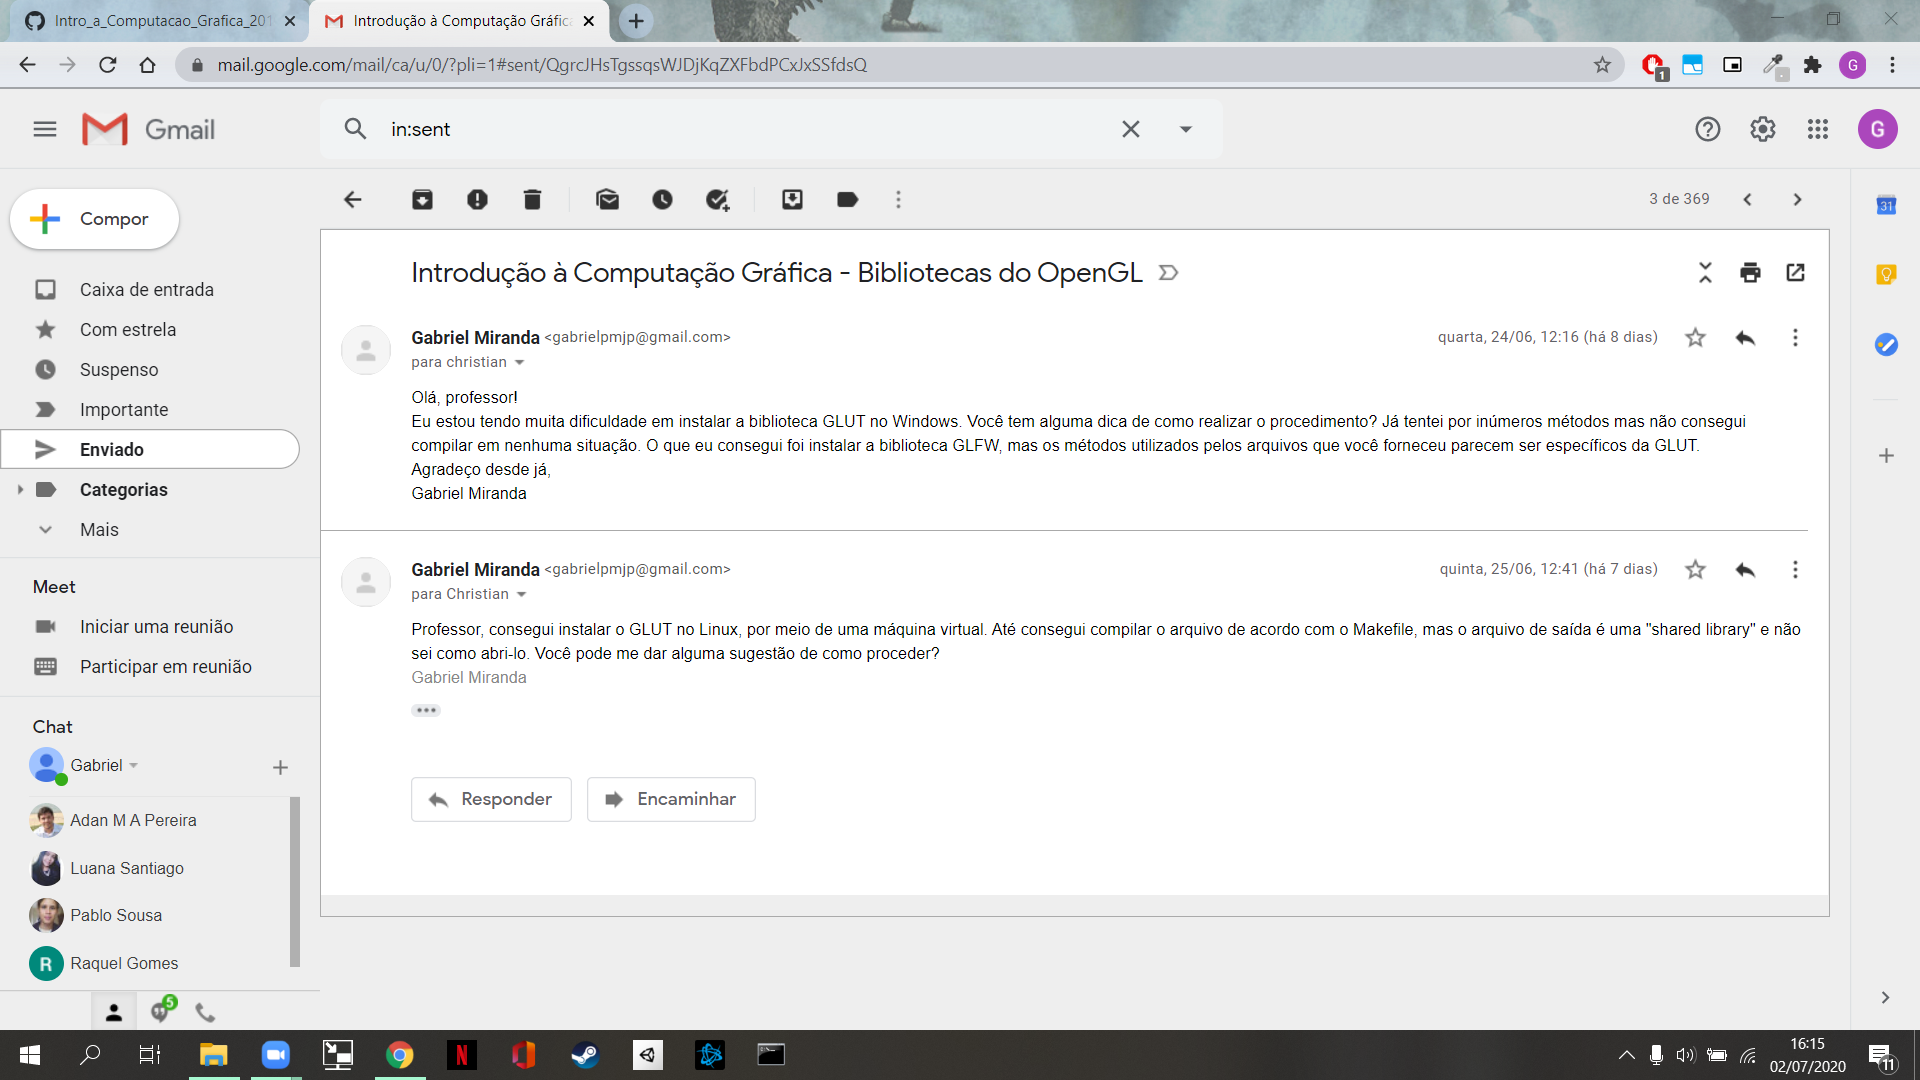 Intro_a_Computacao_Grafica_201
Introdução à Computação Gráfic
mail.google.com/mail/ca/u/0/?pli=1#sent/QgrcJHsTgssqsWJDjKqZXFbdPCxJxSSfdsQ
1
G
Gmail
in:sent
G
Compor
3 de 369
31
Caixa de entrada
Com estrela
Suspenso
Importante
Enviado
Categorias
Mais
Meet
Iniciar uma reunião
Participar em reunião
Chat
Gabriel
Adan M A Pereira
Luana Santiago
Pablo Sousa
R
Raquel Gomes
5
Introdução à Computação Gráfica - Bibliotecas do OpenGL
Gabriel Miranda <gabrielpmjp@gmail.com>
quarta, 24/06, 12:16 (há 8 dias)
para christian
Olá, professor!
Eu estou tendo muita dificuldade em instalar a biblioteca GLUT no Windows. Você tem alguma dica de como realizar o procedimento? Já tentei por inúmeros métodos mas não consegui
compilar em nenhuma situação. O que eu consegui foi instalar a biblioteca GLFW, mas os métodos utilizados pelos arquivos que você forneceu parecem ser específicos da GLUT.
Agradeço desde já,
Gabriel Miranda
Gabriel Miranda <gabrielpmjp@gmail.com>
quinta, 25/06, 12:41 (há 7 dias)
para Christian
Professor, consegui instalar o GLUT no Linux, por meio de uma máquina virtual. Até consegui compilar o arquivo de acordo com o Makefile, mas o arquivo de saída é uma "shared library" e não
sei como abri-lo. Você pode me dar alguma sugestão de como proceder?
Gabriel Miranda
Responder
Encaminhar
N
16:15
02/07/2020
11